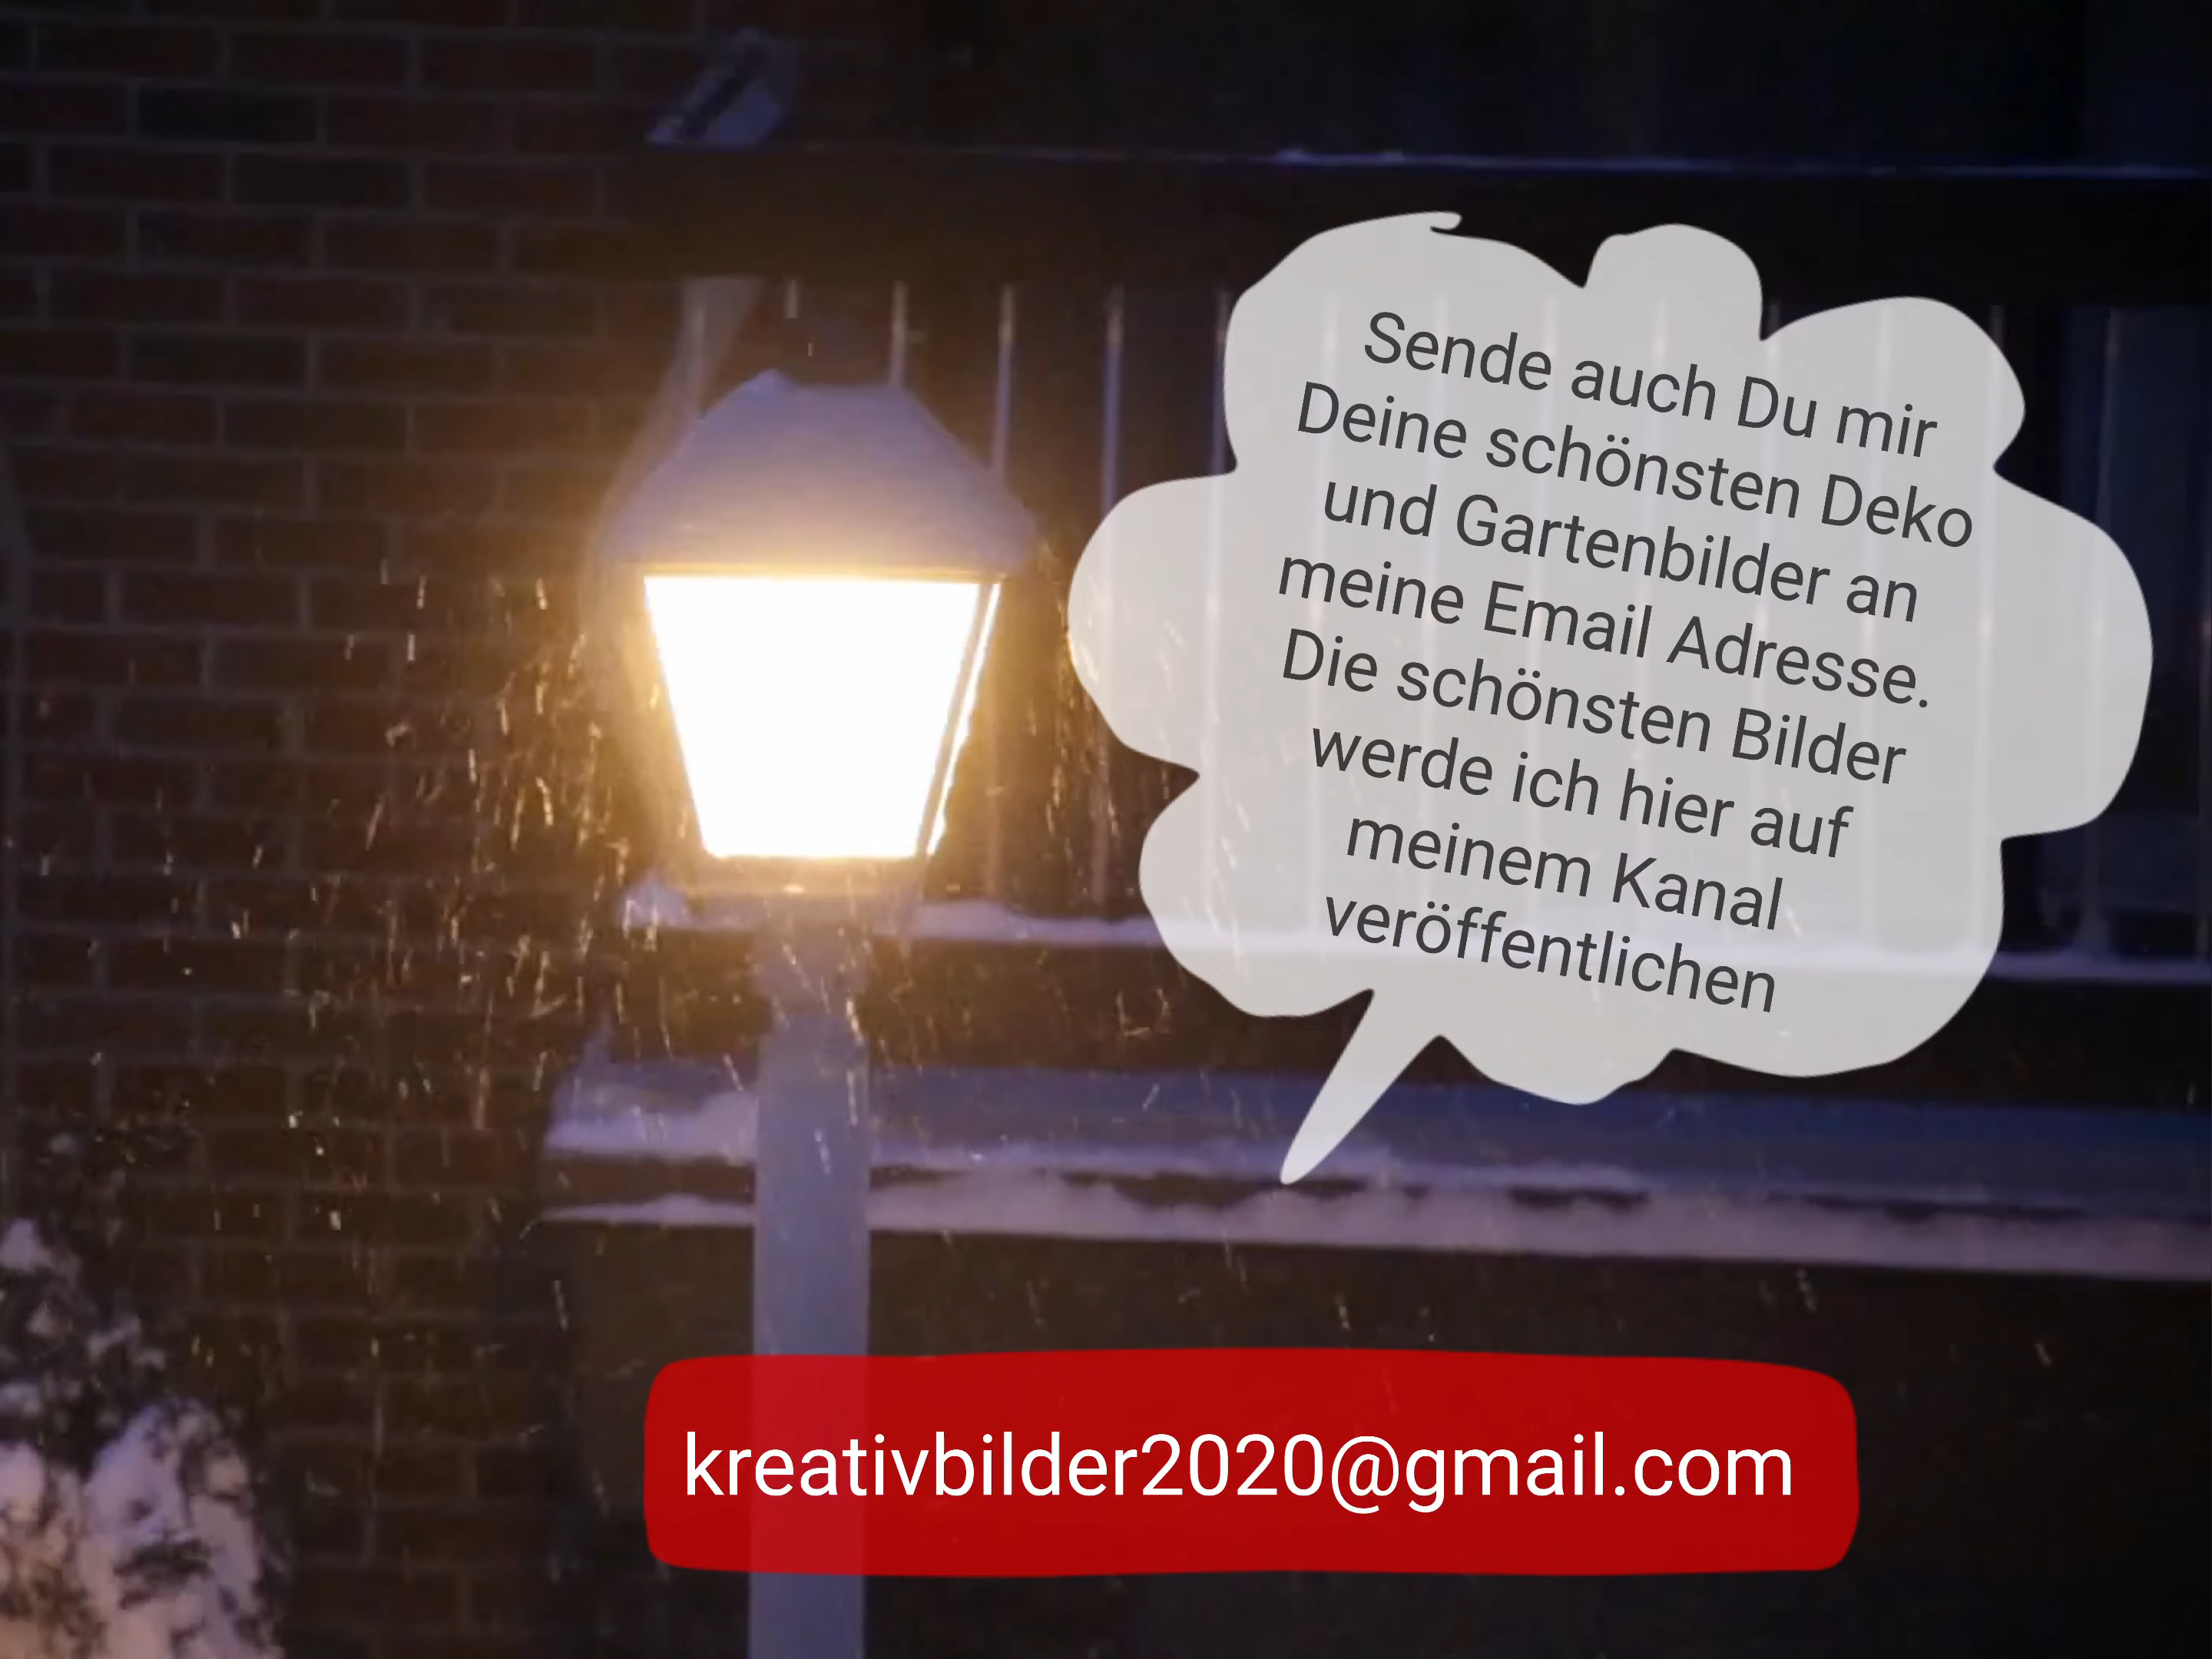 Sende auch Du mir
Deine schönsten Deko
und Gartenbilder an
meine Email Adresse.
Die schönsten Bilder
werde ich hier auf
meinem Kanal
veröffentlichen
kreativbilder2020@gmail.com